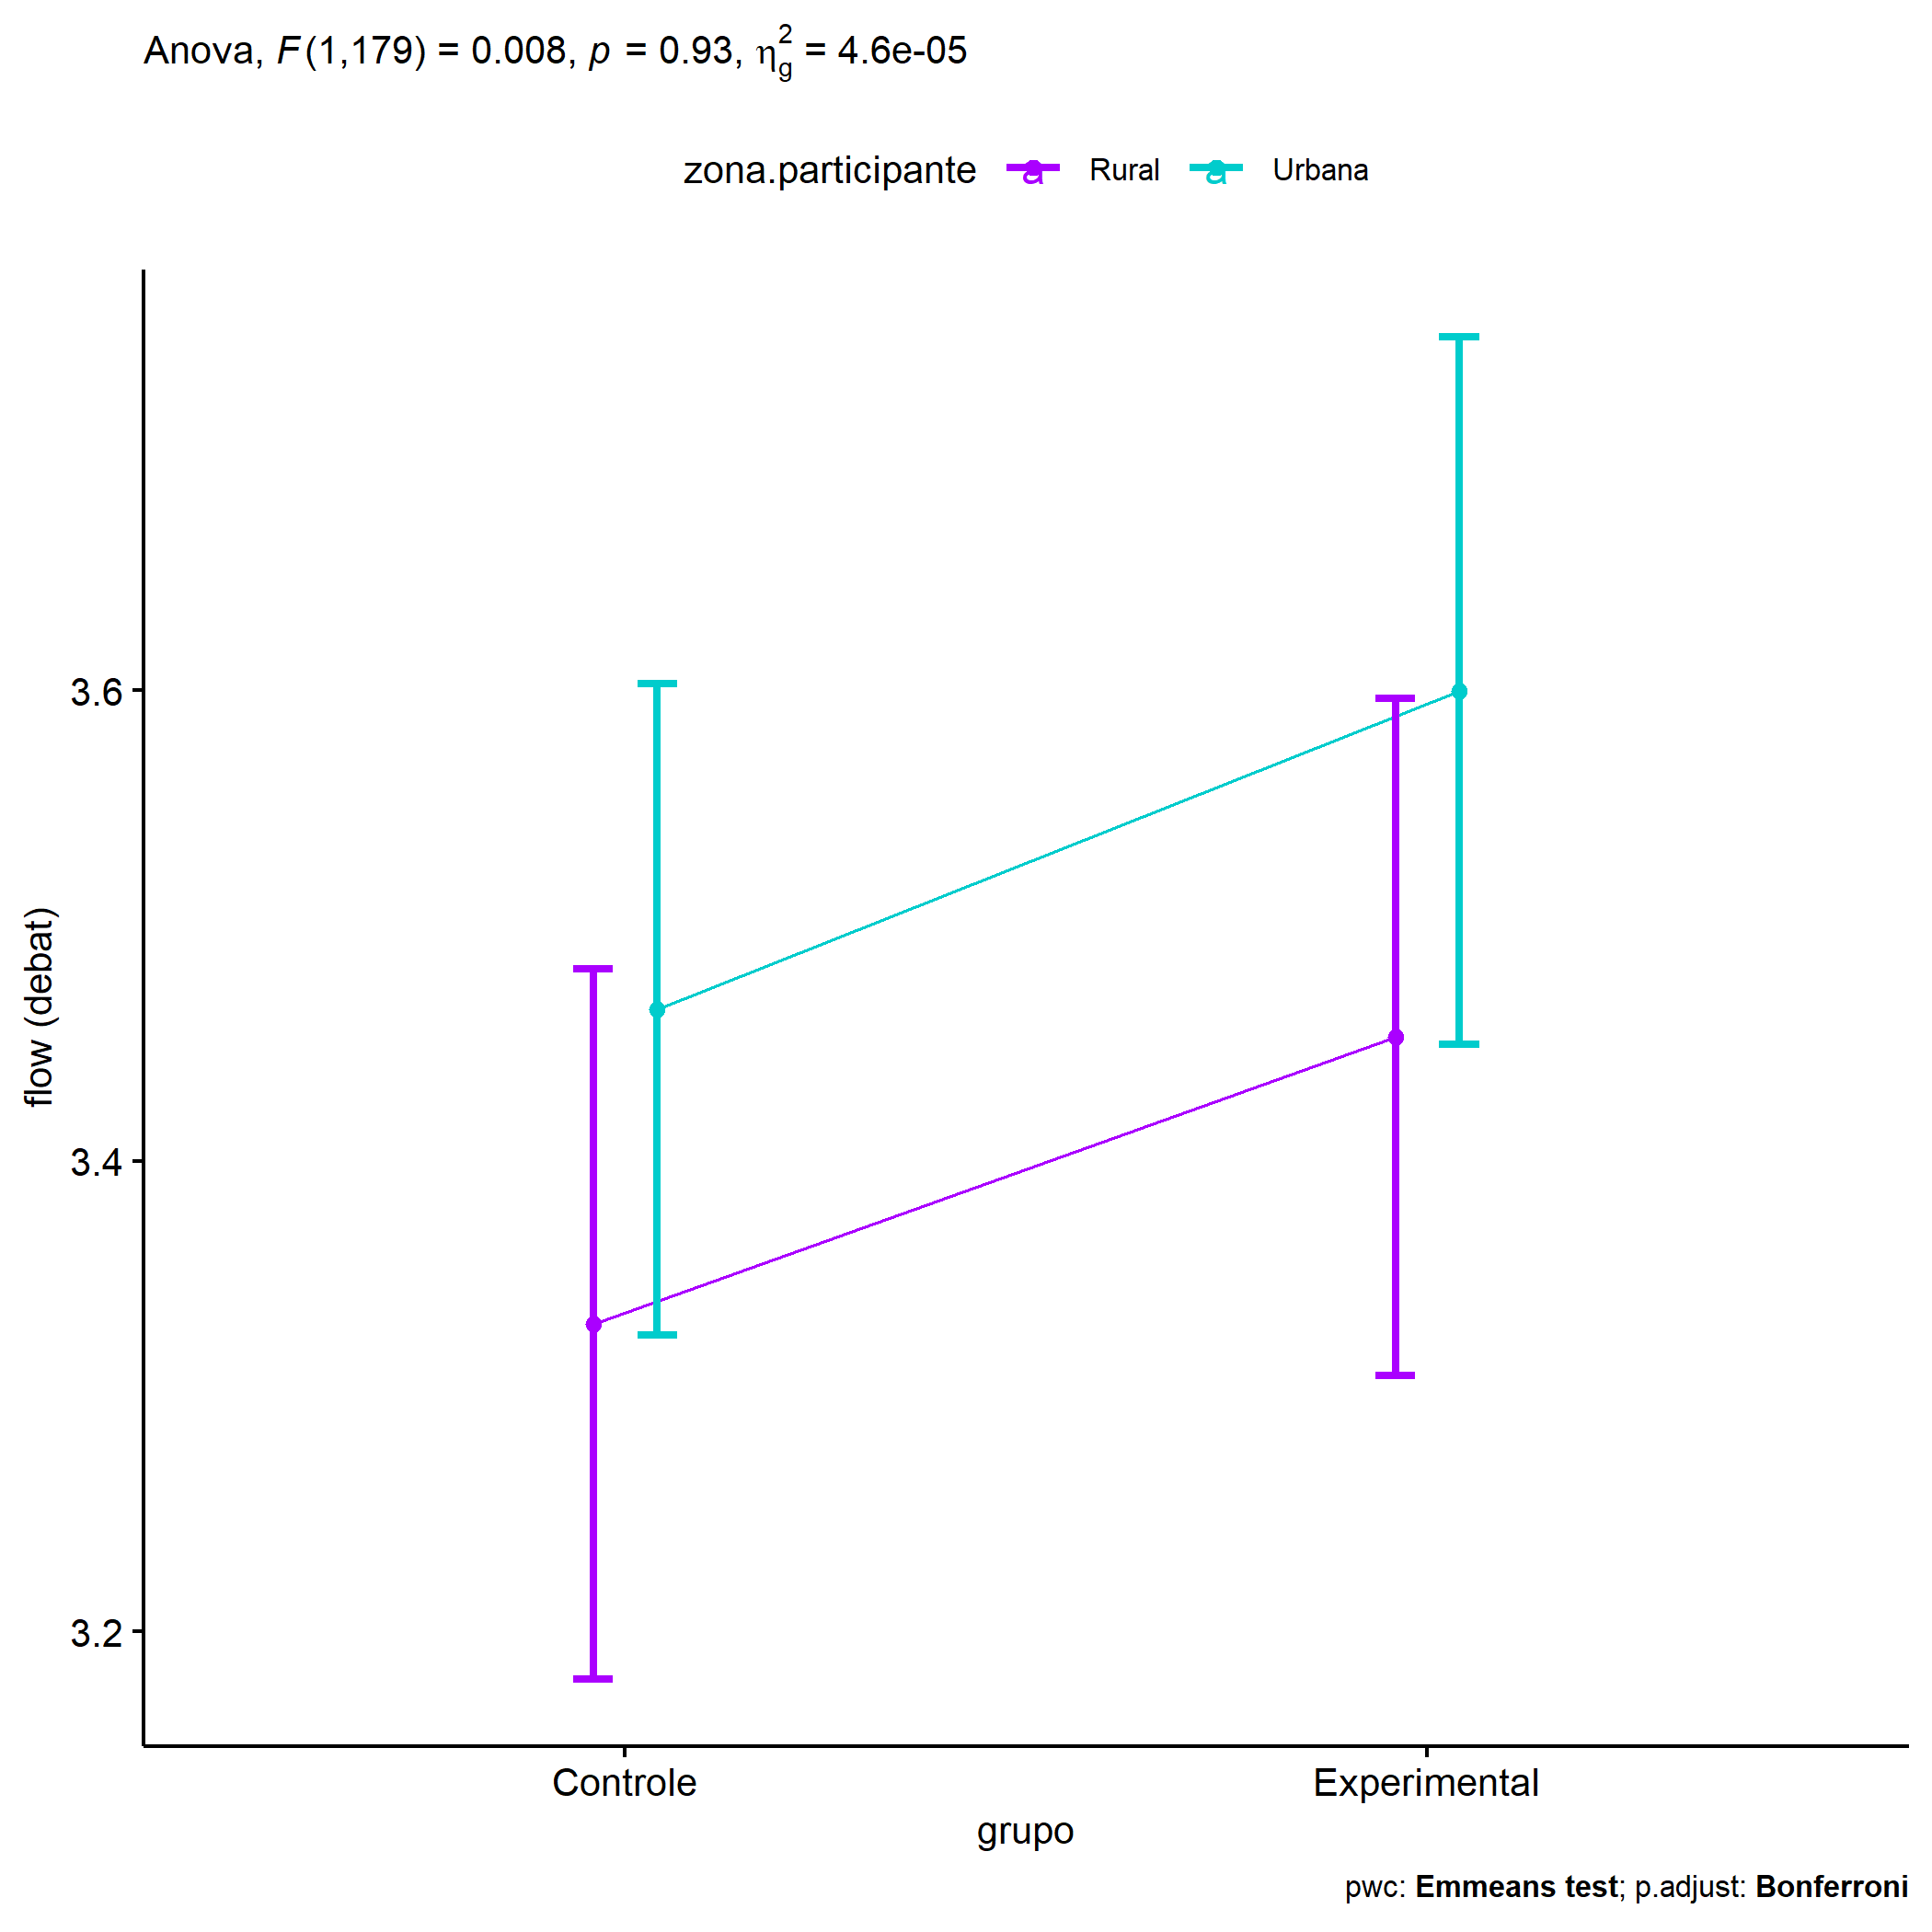 Anova, F(1,179) = 0.008, p = 0.93, η²g = 4.6e-05
zona.participante a Rural a Urbana
3.6
3.4
3.2
flow (debat)
Controle Experimental
grupo
pwc: Emmeans test; p.adjust: Bonferroni